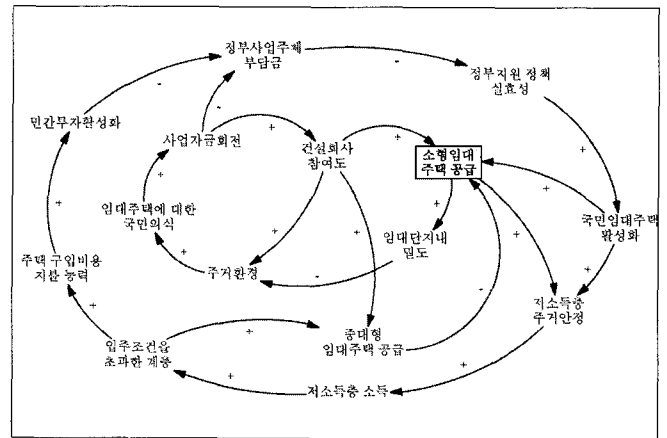 정부사업주체
부담금
정부지원 정책
실효성
민간투자활성화
사업자금회전
건설회사
참여도
소형임대
주택 공급
임대주택에 대한
국민의식
임대단지내
밀도
국민임대주택
활성화
주택 구입비용
지불 능력
주거환경
저소득층
주거안정
입주조건을
초과한 계층
중대형
임대주택 공급
저소득층 소득
-
-
-
+
+
+
+
+
+
+
+
+
+
+
+
-
-
+
+
+
+
+